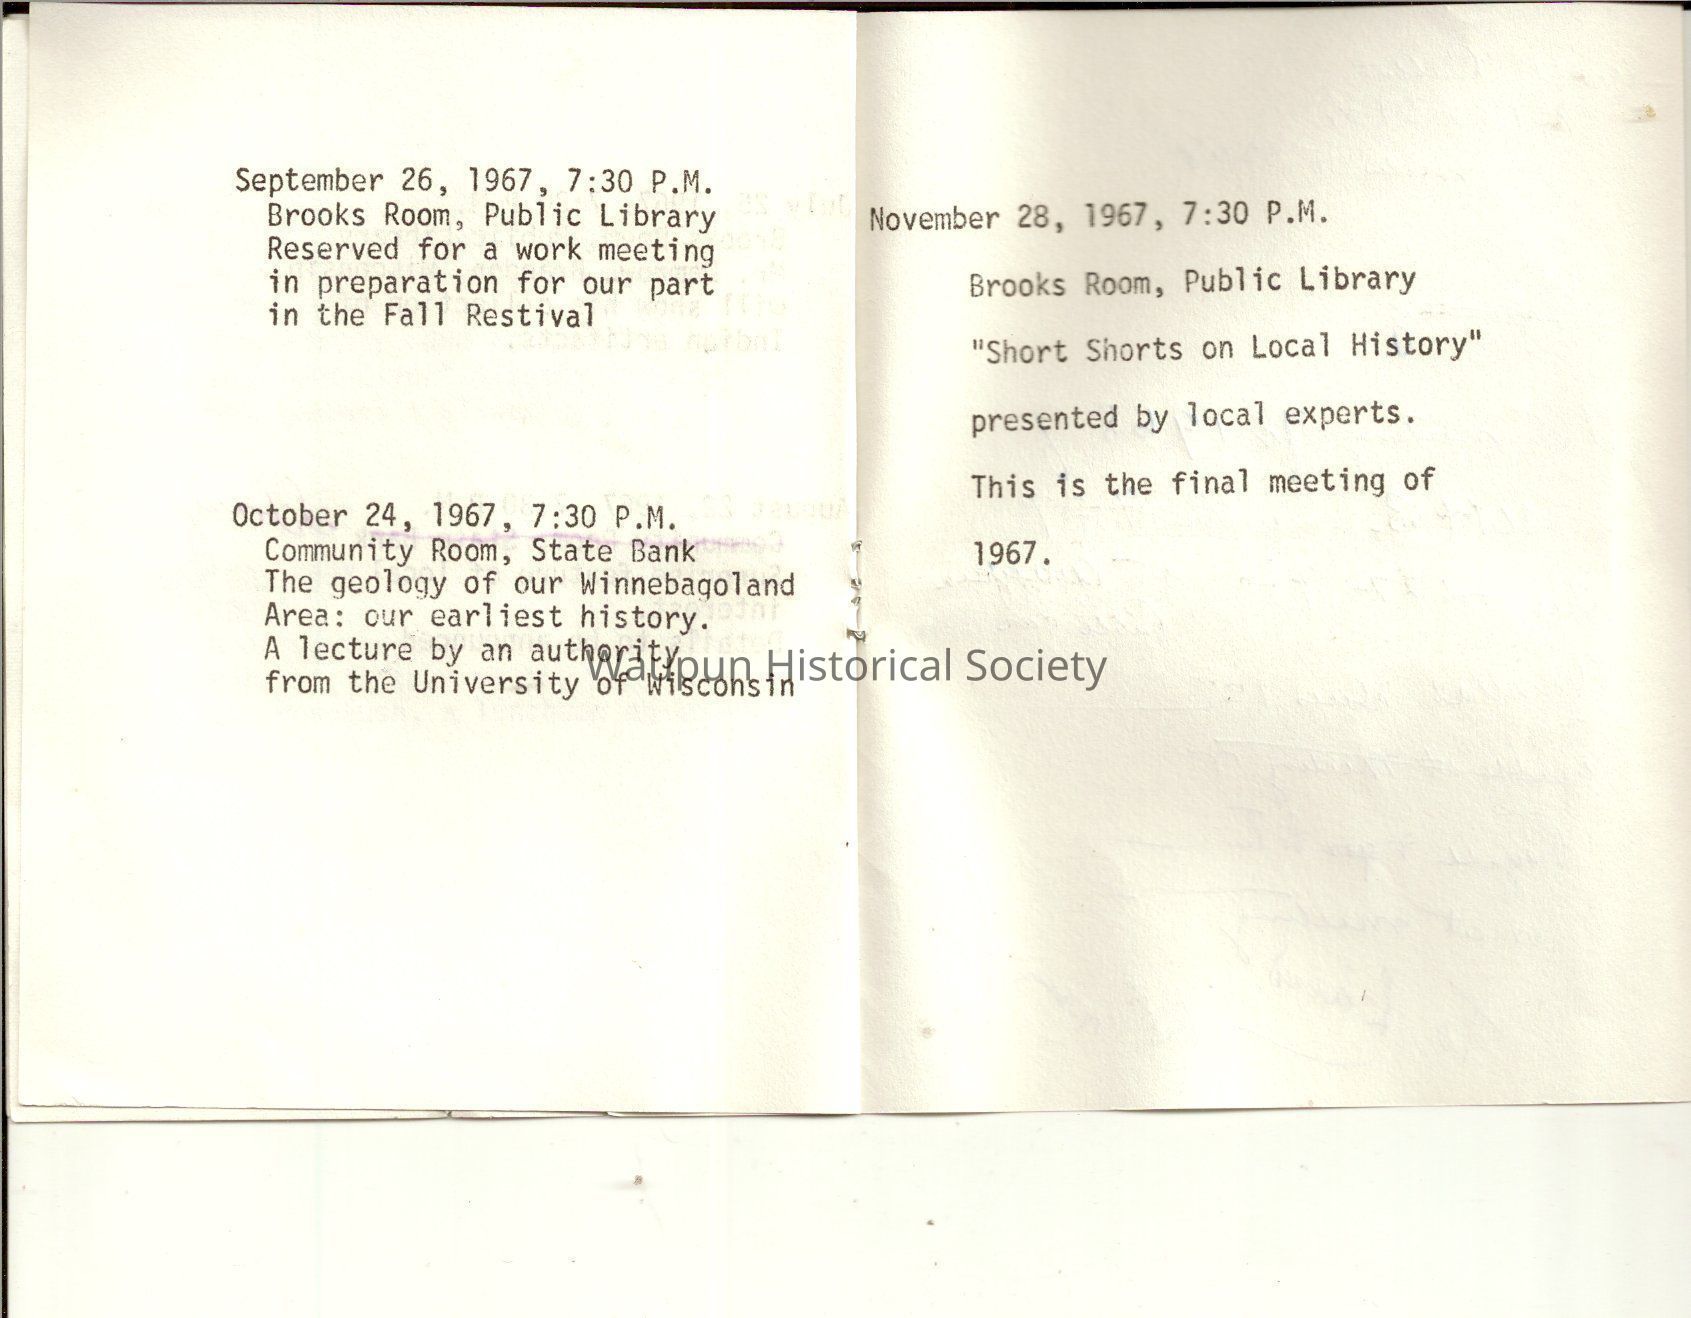 September 26, 1967, 7:30 P.M.
Brooks Room, Public Library
Reserved for a work meeting
in preparation for our part
in the Fall Restival
October 24, 1967, 7:30 P.M.
Community Room, State Bank
The geology of our Winnebagoland
Area: our earliest history.
A lecture by an authority
from the University of Wisconsin
November 28, 1967, 7:30 P.M.
Brooks Room, Public Library
"Short Shorts on Local History"
presented by local experts.
This is the final meeting of
1967.
Waupun Historical Society